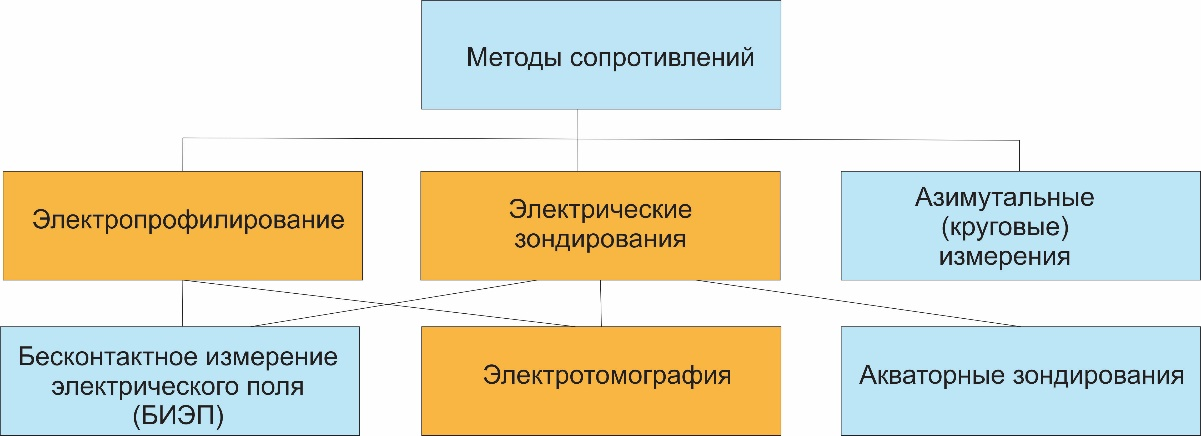 Методы сопротивлений
Электропрофилирование
Электрические
зондирования
Азимутальные
(круговые)
измерения
Бесконтактное измерение
электрического поля
(БИЭП)
Электротомография
Акваторные зондирования